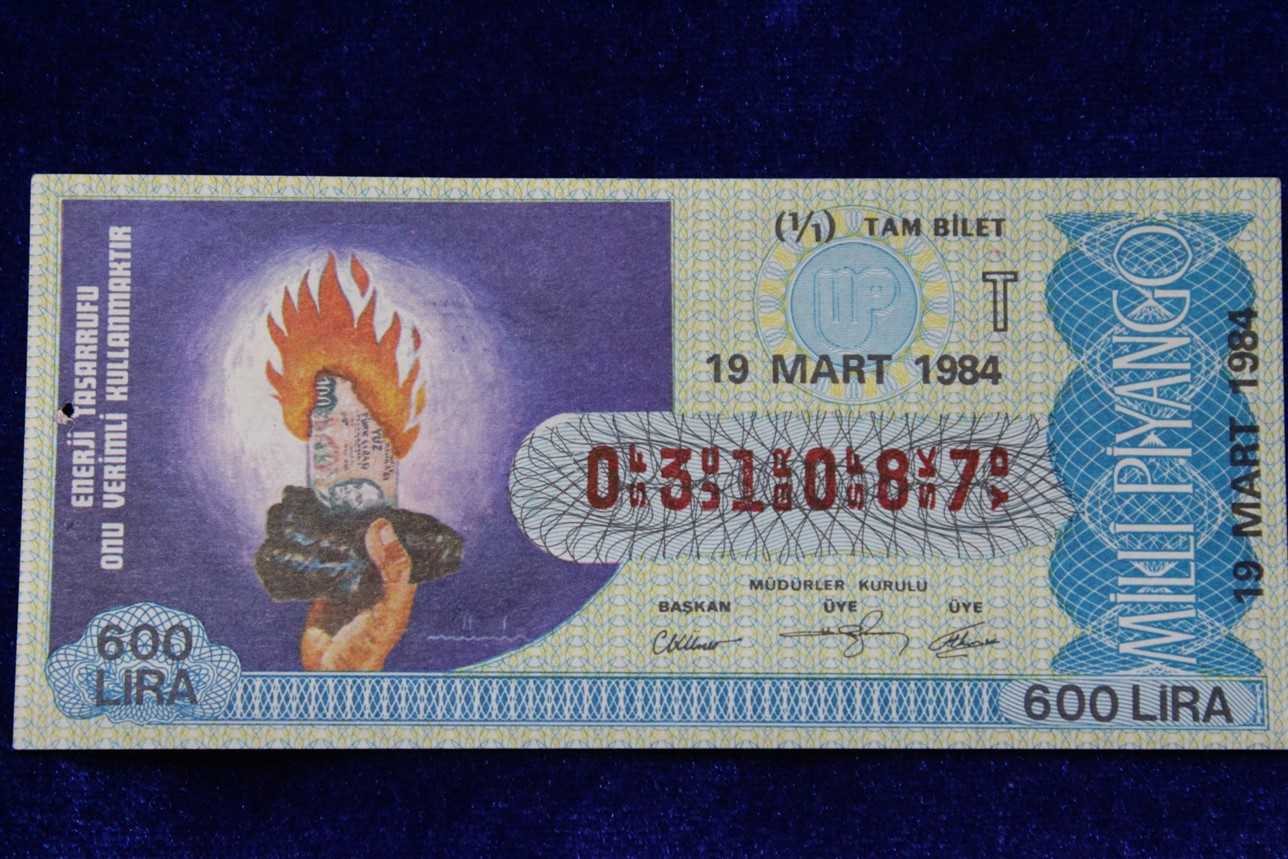 ENERJİ TASARRUFU
ONU VERİMLİ KULLANMAKTIR
(1/1) TAM BİLET
T
19 MART 1984
0 3 1 0 8 7
MÜDÜRLER KURULU
BAŞKAN ÜYE ÜYE
600
LİRA
600 LİRA
MİLLİ PİYANGO
19 MART 1984